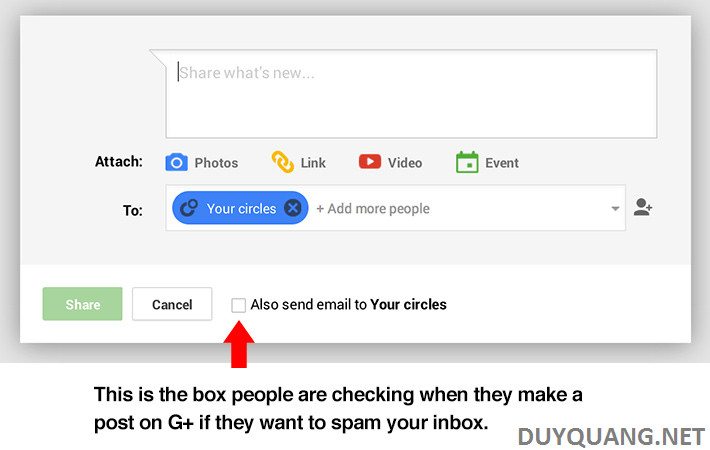 Share what's new...
Attach: Photos Link Video Event
To: Your circles + Add more people
Share Cancel Also send email to Your circles
This is the box people are checking when they make a
post on G+ if they want to spam your inbox.
DUYQUANG.NET